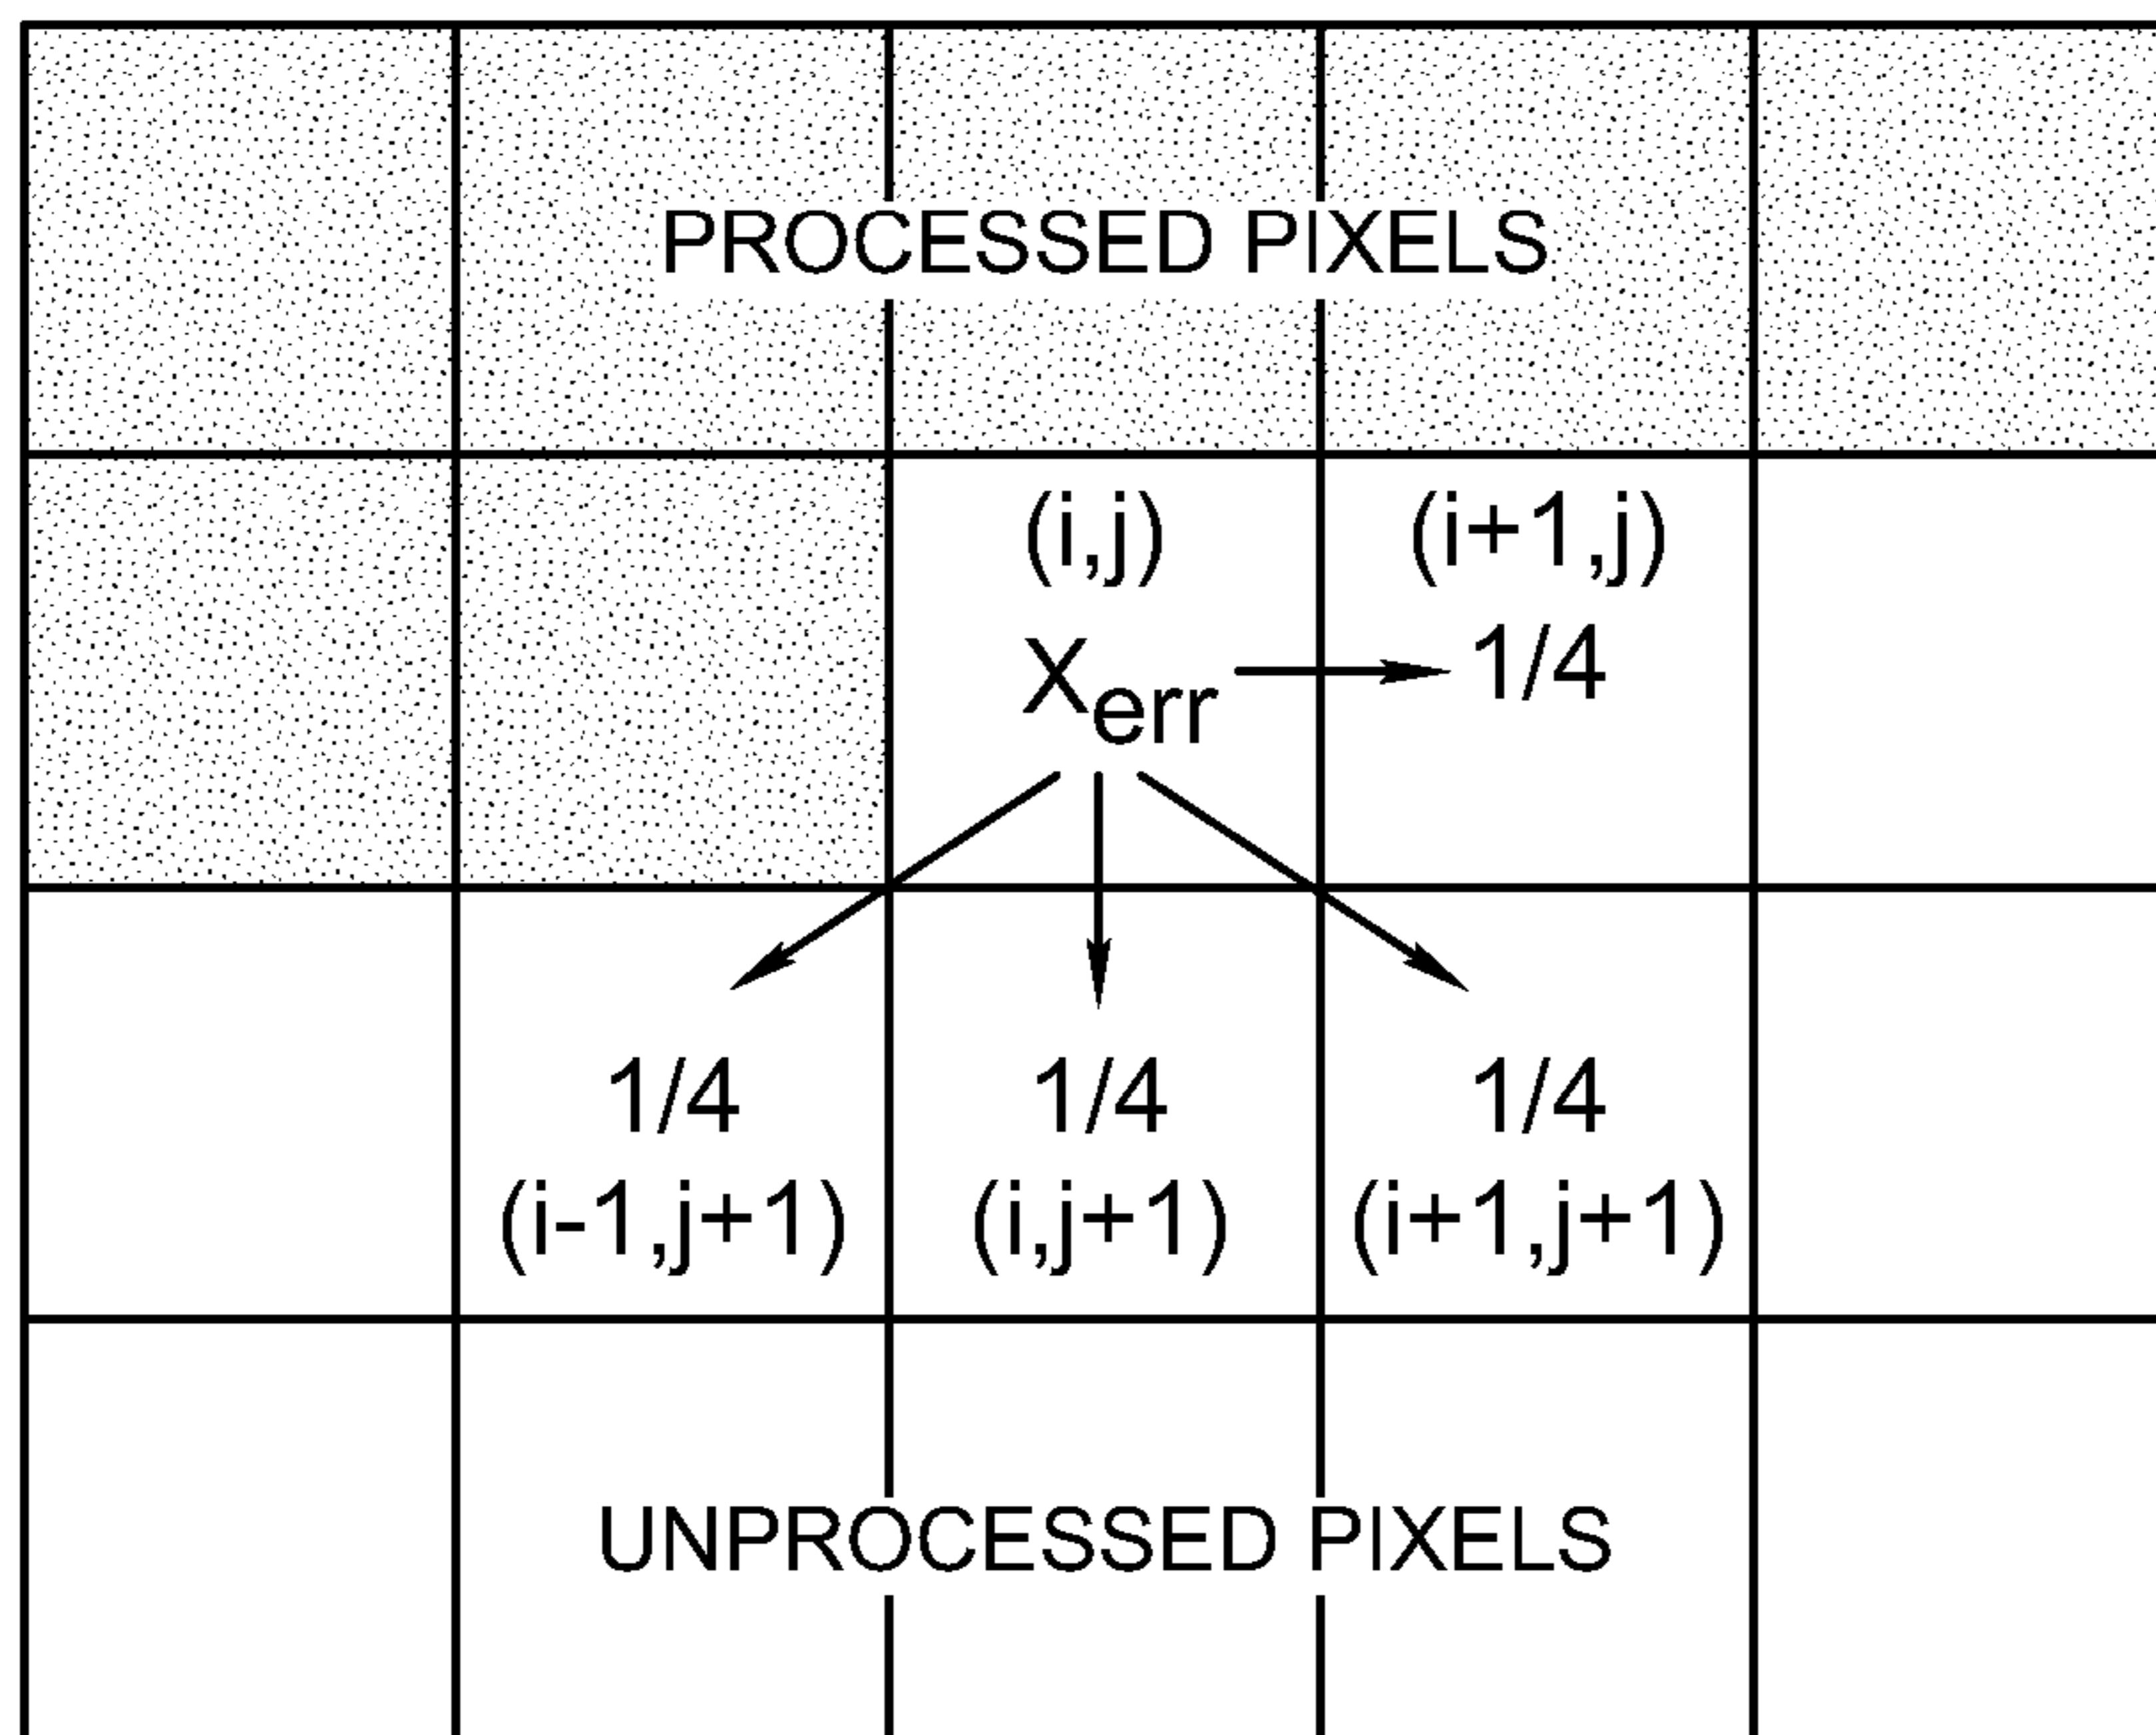 PROCESSED PIXELS
(i,j) (i+1,j)
Xerr 1/4
1/4 1/4 1/4
(i-1,j+1) (i,j+1) (i+1,j+1)
UNPROCESSED PIXELS